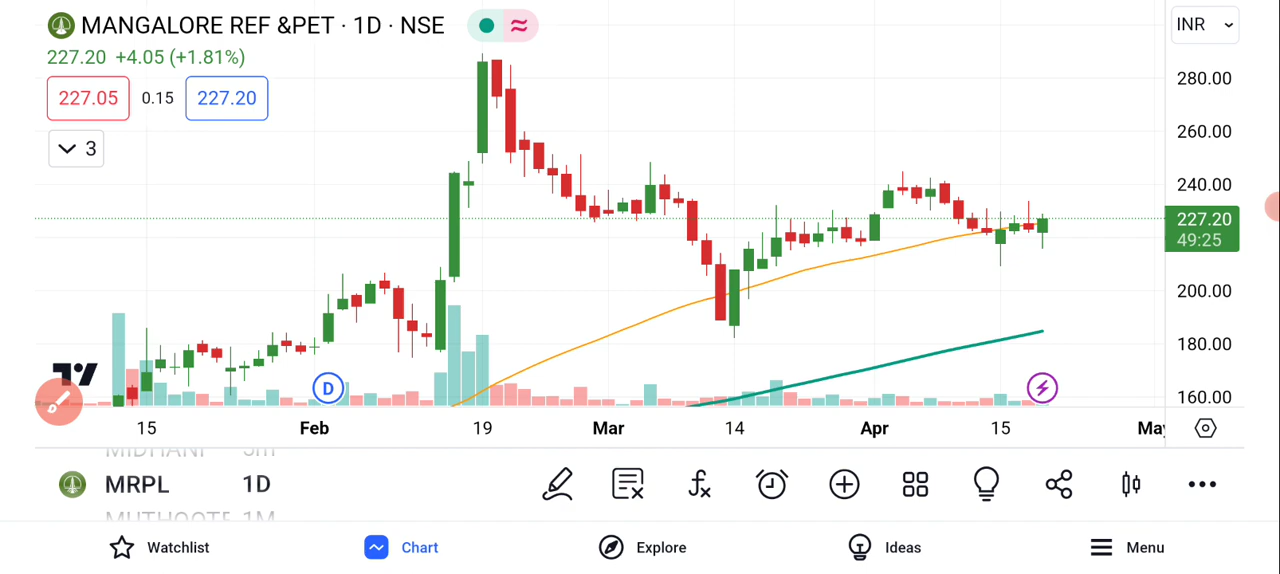 MANGALORE REF &PET · 1D · NSE
INR
227.20 +4.05 (+1.81%)
280.00
227.05 0.15 227.20
260.00
3
240.00
227.20
49:25
200.00
180.00
160.00
D
15 Feb 19 Mar 14 Apr 15 May
MIDHANI 5m
MRPL 1D
MUTHOOTF 1M
Watchlist Chart Explore Ideas Menu